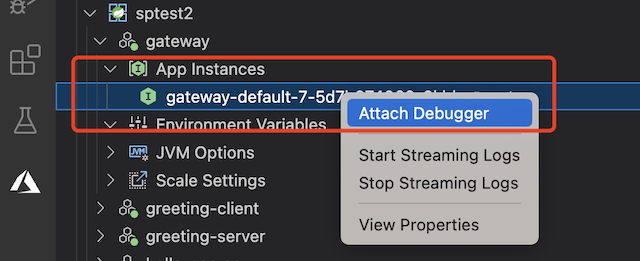 sptest2
gateway
App Instances
gateway-default-7-5d7
Attach Debugger
Environment Variables
Start Streaming Logs
JVM Options
Stop Streaming Logs
Scale Settings
greeting-client
View Properties
greeting-server